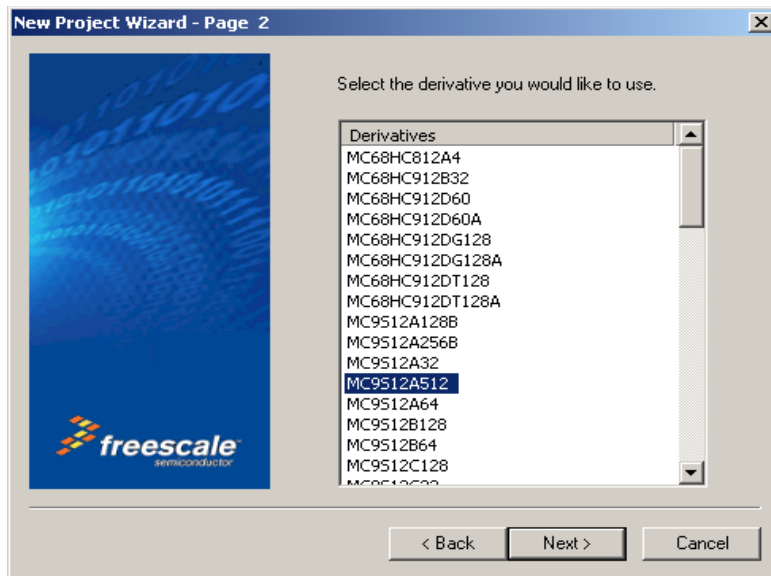 New Project Wizard - Page 2
Select the derivative you would like to use.
Derivatives
MC68HC812A4
MC68HC912B32
MC68HC912D60
MC68HC912D60A
MC68HC912DG128
MC68HC912DG128A
MC68HC912DT128
MC68HC912DT128A
MC9S12A128B
MC9S12A256B
MC9S12A32
MC9S12A512
MC9S12A64
MC9S12B128
MC9S12B64
MC9S12C128
freescale
semiconductor
< Back
Next >
Cancel